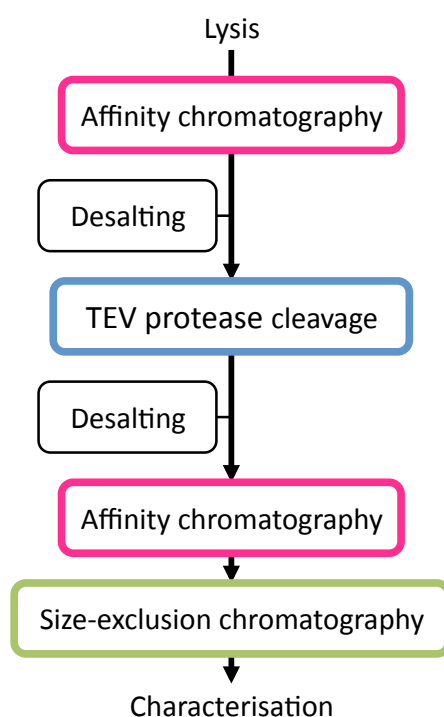 Lysis
Affinity chromatography
Desalting
TEV protease cleavage
Desalting
Affinity chromatography
Size-exclusion chromatography
Characterisation